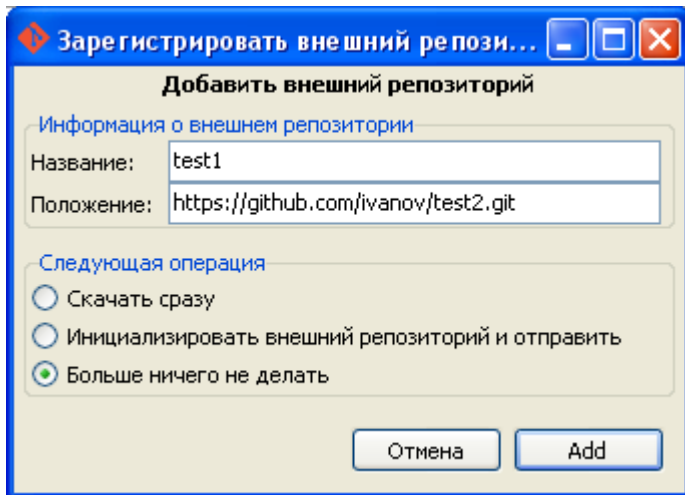 Зарегистрировать внешний репози...
Добавить внешний репозиторий
Информация о внешнем репозитории
Название: test1
Положение: https://github.com/ivanov/test2.git
Следующая операция
Скачать сразу
Инициализировать внешний репозиторий и отправить
Больше ничего не делать
Отмена Add